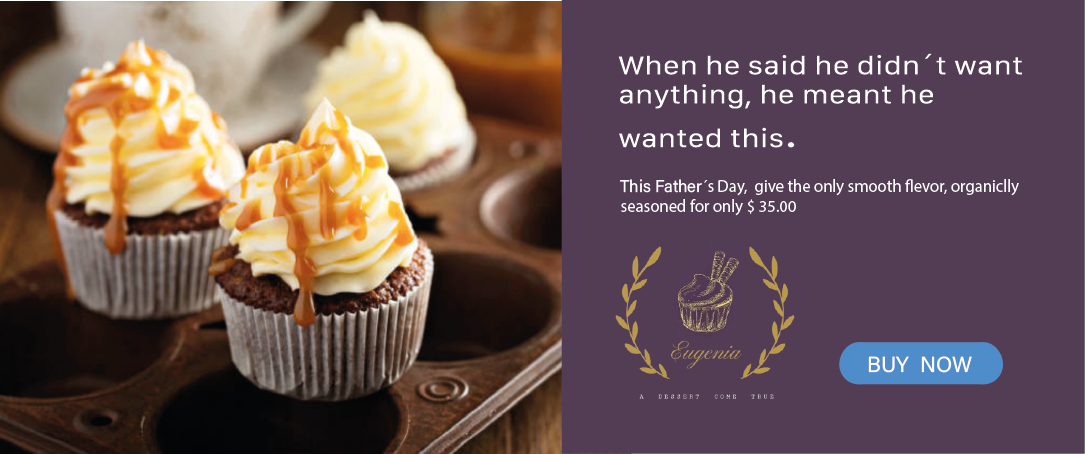 When he said he didn´t want
anything, he meant he
wanted this.
This Father´s Day, give the only smooth flevor, organiclly
seasoned for only $ 35.00
Eugenia
A DESSERT COME TRUE
BUY NOW